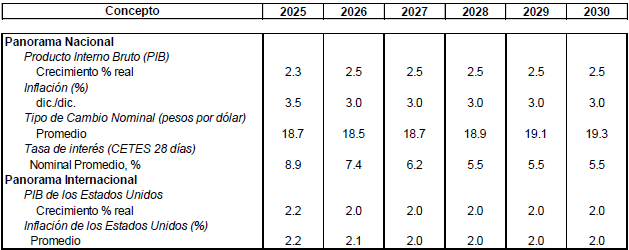 Concepto 2025 2026 2027 2028 2029 2030
Panorama Nacional
Producto Interno Bruto (PIB)
Crecimiento % real 2.3 2.5 2.5 2.5 2.5 2.5
Inflación (%)
dic./dic. 3.5 3.0 3.0 3.0 3.0 3.0
Tipo de Cambio Nominal (pesos por dólar)
Promedio 18.7 18.5 18.7 18.9 19.1 19.3
Tasa de interés (CETES 28 días)
Nominal Promedio, % 8.9 7.4 6.2 5.5 5.5 5.5
Panorama Internacional
PIB de los Estados Unidos
Crecimiento % real 2.2 2.0 2.0 2.0 2.0 2.0
Inflación de los Estados Unidos (%)
Promedio 2.2 2.1 2.0 2.0 2.0 2.0